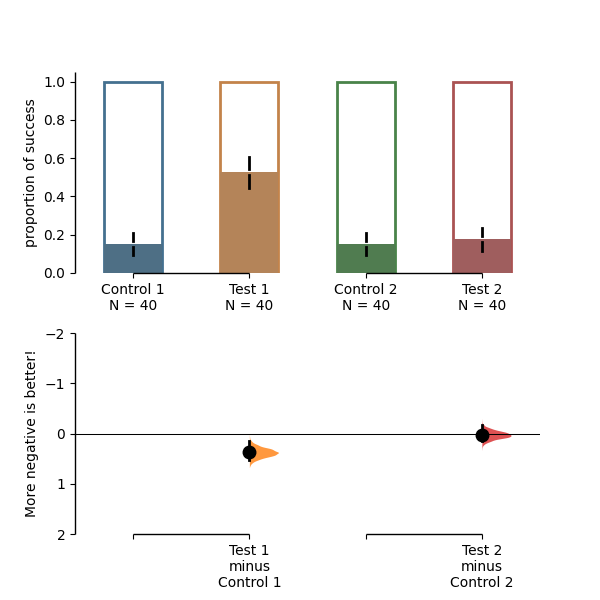 proportion of success
1.0
0.8
0.6
0.4
0.2
0.0
Control 1
N = 40
Test 1
N = 40
Control 2
N = 40
Test 2
N = 40
More negative is better!
−2
−1
0
1
2
Test 1
minus
Control 1
Test 2
minus
Control 2